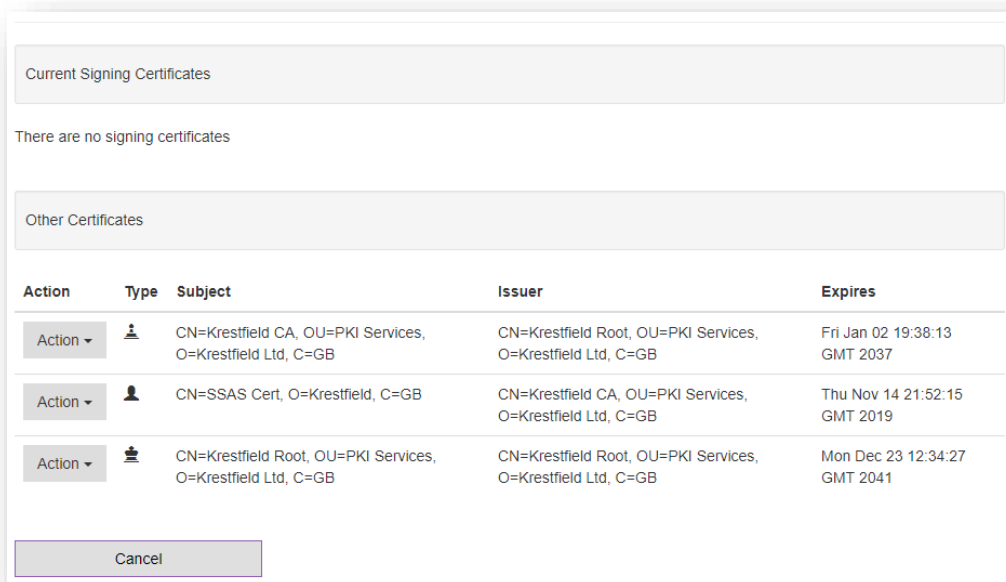 Current Signing Certificates
There are no signing certificates
Other Certificates
Action Type Subject Issuer Expires
Action CN=Krestfield CA, OU=PKI Services, CN=Krestfield Root, OU=PKI Services, Fri Jan 02 19:38:13
O=Krestfield Ltd, C=GB O=Krestfield Ltd, C=GB GMT 2037
Action CN=SSAS Cert, O=Krestfield, C=GB CN=Krestfield CA, OU=PKI Services, Thu Nov 14 21:52:15
O=Krestfield Ltd, C=GB GMT 2019
Action CN=Krestfield Root, OU=PKI Services, CN=Krestfield Root, OU=PKI Services, Mon Dec 23 12:34:27
O=Krestfield Ltd, C=GB O=Krestfield Ltd, C=GB GMT 2041
Cancel